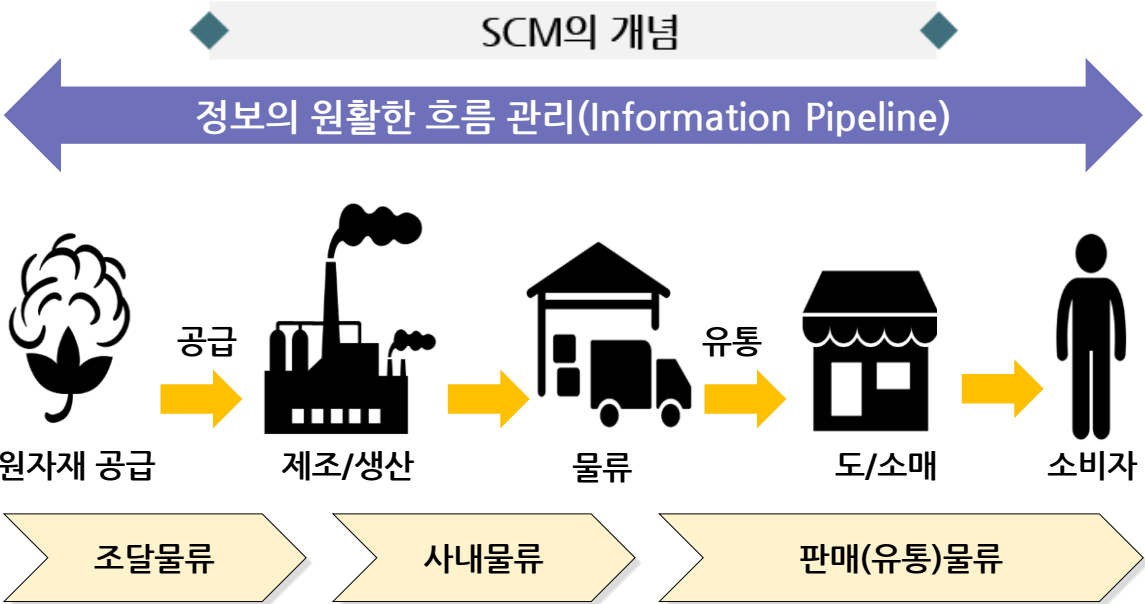 SCM의 개념
정보의 원활한 흐름 관리(Information Pipeline)
공급
유통
원자재 공급
제조/생산
물류
도/소매
소비자
조달물류
사내물류
판매(유통)물류